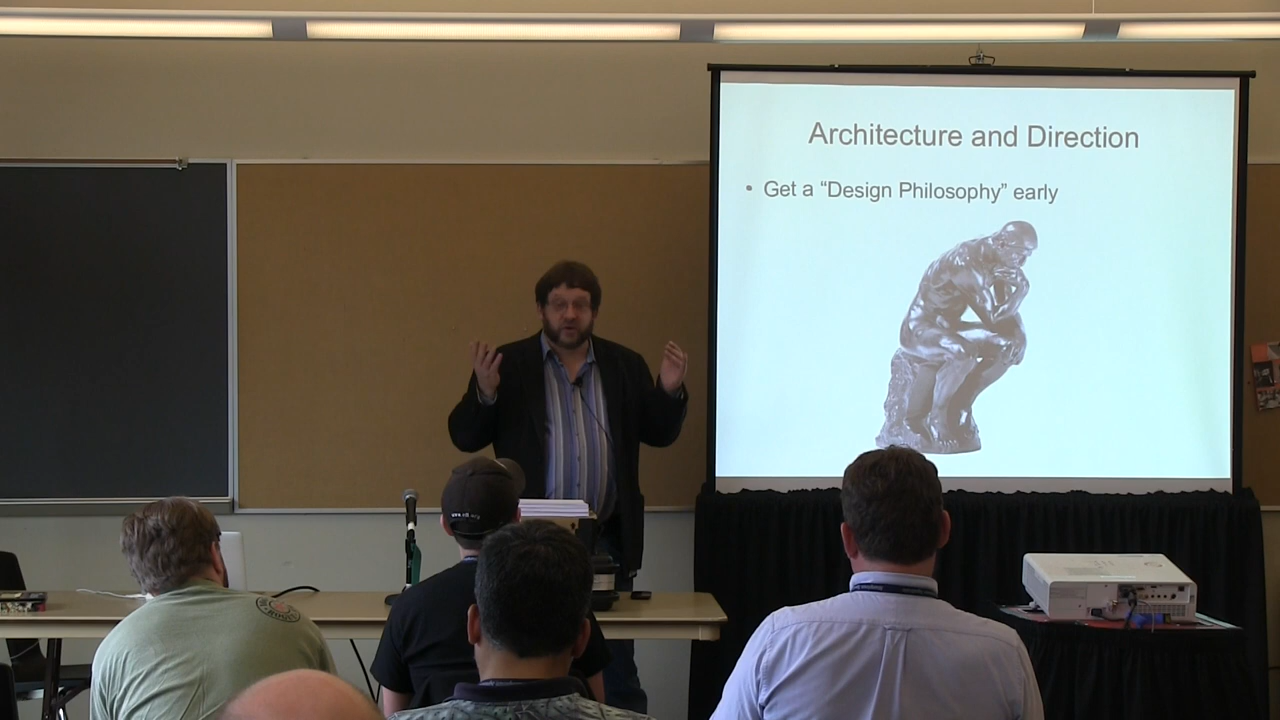 Architecture and Direction
• Get a “Design Philosophy” early